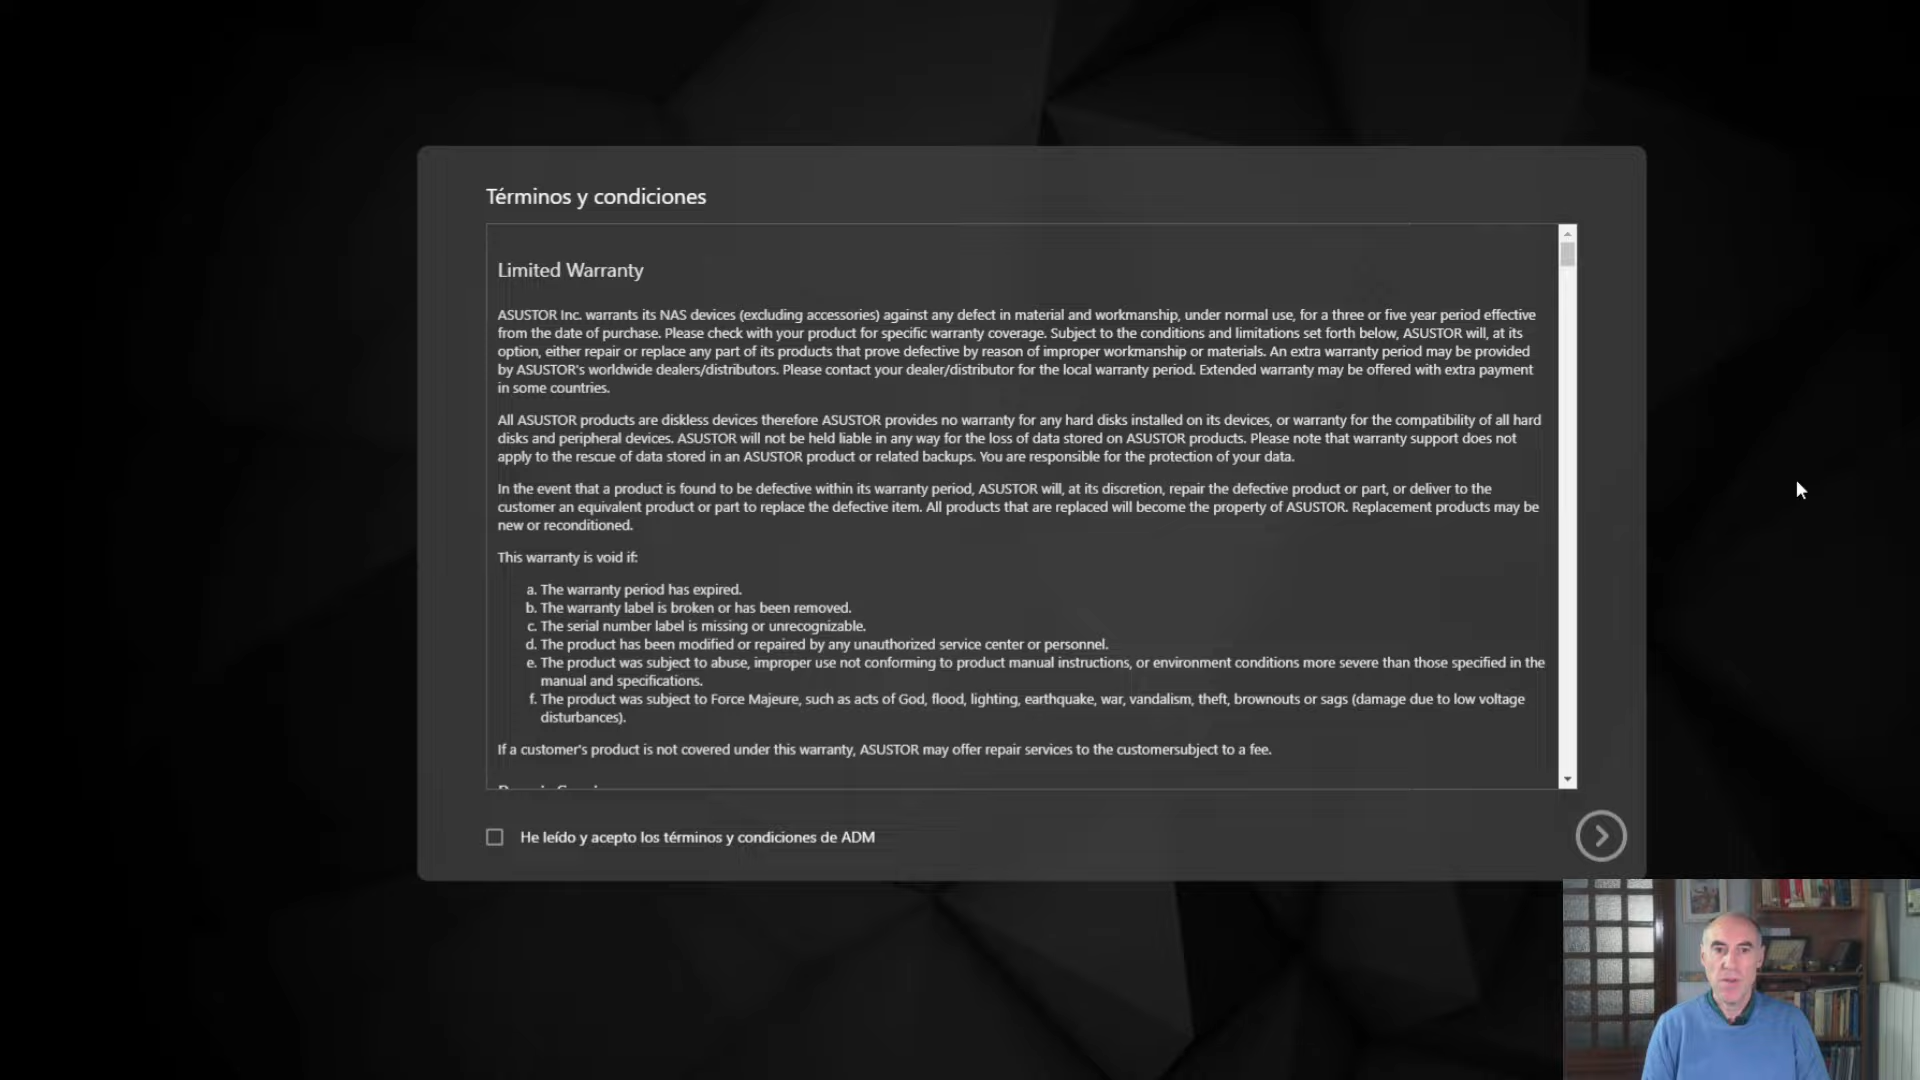 Términos y condiciones
Limited Warranty
ASUSTOR Inc. warrants its NAS devices (excluding accessories) against any defect in material and workmanship, under normal use, for a three or five year period effective
from the date of purchase. Please check with your product for specific warranty coverage. Subject to the conditions and limitations set forth below, ASUSTOR will, at its
option, either repair or replace any part of its products that prove defective by reason of improper workmanship or materials. An extra warranty period may be provided
by ASUSTOR's worldwide dealers/distributors. Please contact your dealer/distributor for the local warranty period. Extended warranty may be offered with extra payment
in some countries.
All ASUSTOR products are diskless devices therefore ASUSTOR provides no warranty for any hard disks installed on its devices, or warranty for the compatibility of all hard
disks and peripheral devices. ASUSTOR will not be held liable in any way for the loss of data stored on ASUSTOR products. Please note that warranty support does not
apply to the rescue of data stored in an ASUSTOR product or related backups. You are responsible for the protection of your data.
In the event that a product is found to be defective within its warranty period, ASUSTOR will, at its discretion, repair the defective product or part, or deliver to the
customer an equivalent product or part to replace the defective item. All products that are replaced will become the property of ASUSTOR. Replacement products may be
new or reconditioned.
This warranty is void if:
a. The warranty period has expired.
b. The warranty label is broken or has been removed.
c. The serial number label is missing or unrecognizable.
d. The product has been modified or repaired by any unauthorized service center or personnel.
e. The product was subject to abuse, improper use not conforming to product manual instructions, or environment conditions more severe than those specified in the
manual and specifications.
f. The product was subject to Force Majeure, such as acts of God, flood, lighting, earthquake, war, vandalism, theft, brownouts or sags (damage due to low voltage
disturbances).
If a customer's product is not covered under this warranty, ASUSTOR may offer repair services to the customersubject to a fee.
He leído y acepto los términos y condiciones de ADM